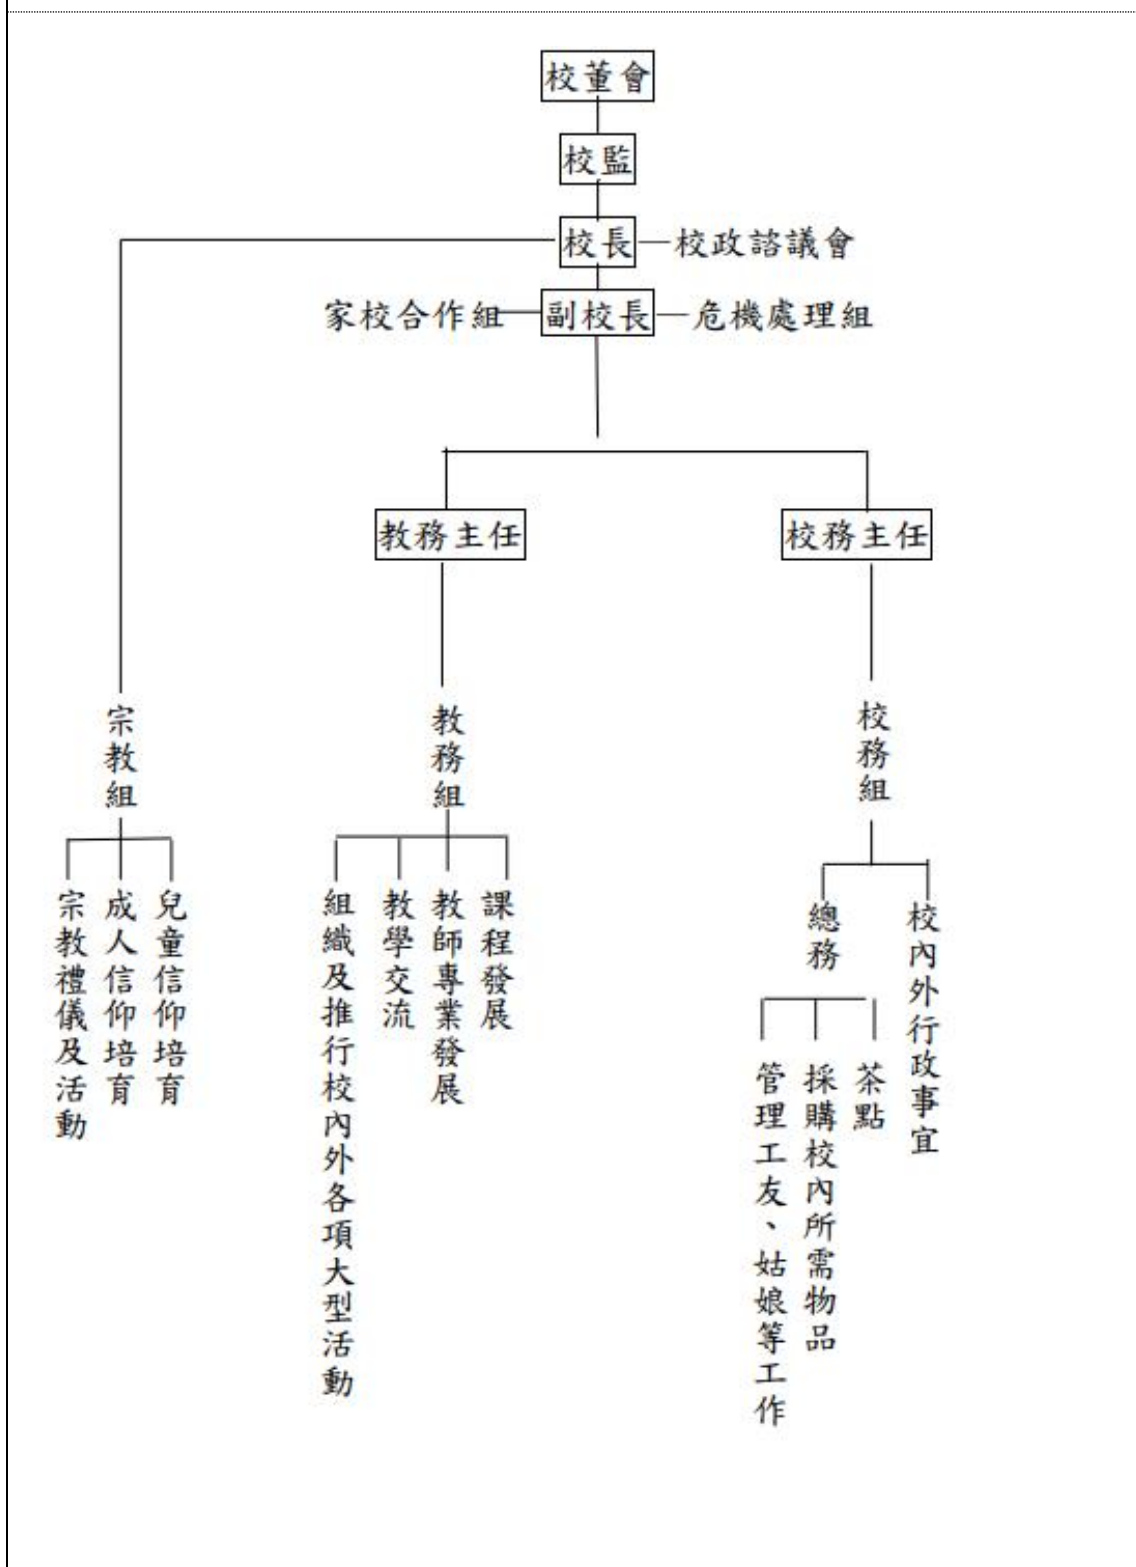 校董會
校監
校長
校政諮議會
家校合作組
副校長
危機處理組
教務主任
校務主任
宗教組
教務組
校務組
宗教禮儀及活動
成人信仰培育
兒童信仰培育
組織及推行校內外各項大型活動
教學交流
教師專業發展
課程發展
總務
校內外行政事宜
管理工友、姑娘等工作
採購校內所需物品
茶點